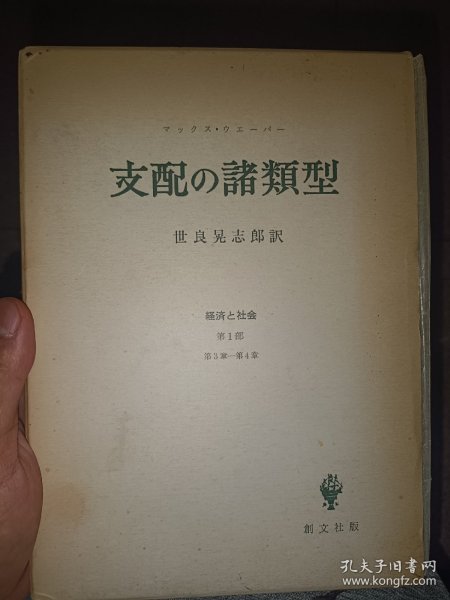 マックス・ウエーバー
支配の諸類型
世良晃志郎訳
経済と社会
第1部
第3章―第4章
創文社版
孔夫子旧书网
www.kongfz.com